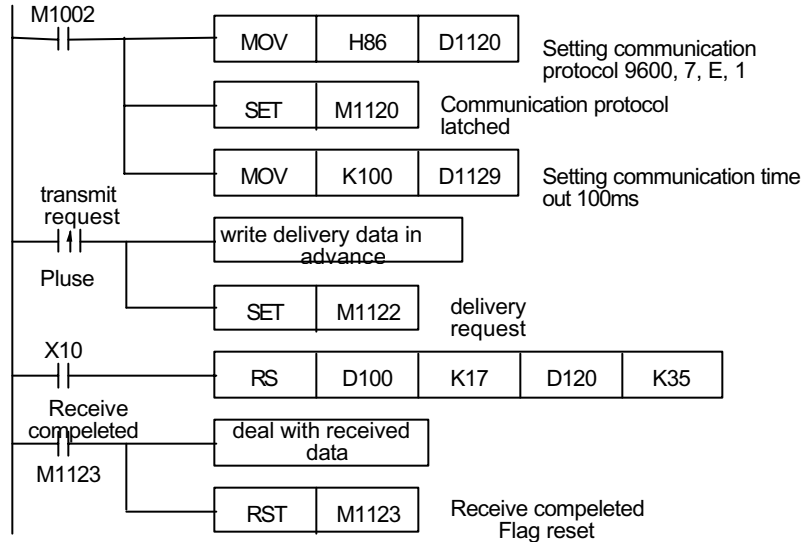 M1002
MOV H86 D1120
Setting communication
protocol 9600, 7, E, 1
SET M1120
Communication protocol
latched
MOV K100 D1129
Setting communication time
out 100ms
transmit
request
Pluse
write delivery data in
advance
SET M1122
delivery
request
X10
RS D100 K17 D120 K35
Receive
compeleted
M1123
deal with received
data
RST M1123
Receive compeleted
Flag reset